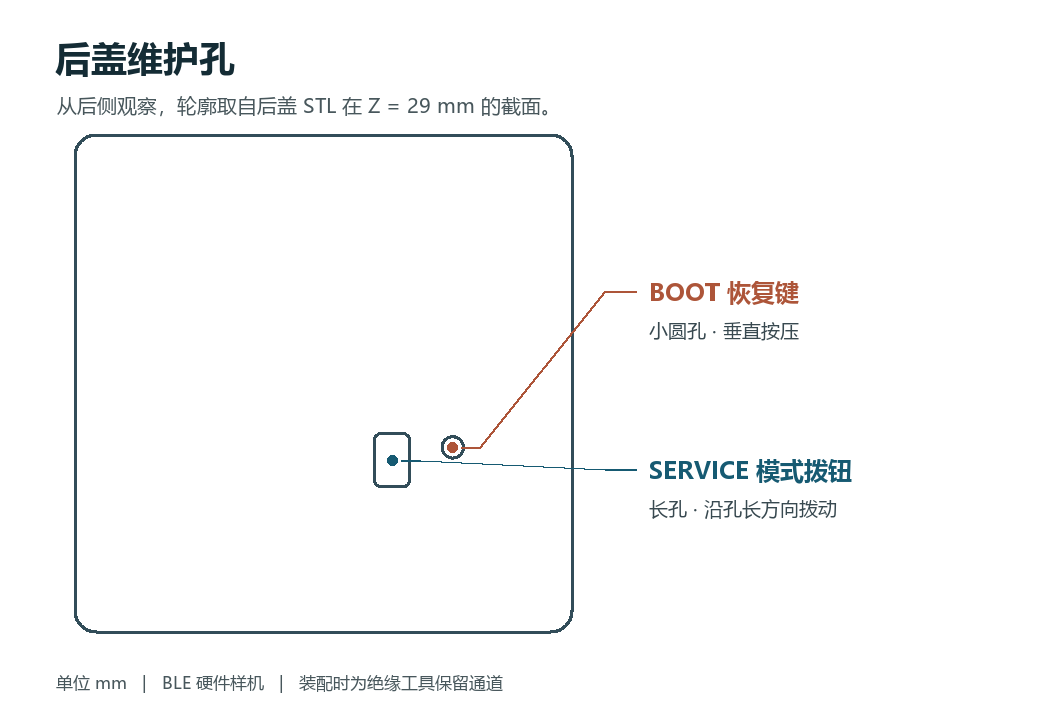 后盖维护孔
从后侧观察，轮廓取自后盖 STL 在 Z = 29 mm 的截面。
BOOT 恢复键
小圆孔 · 垂直按压
SERVICE 模式拨钮
长孔 · 沿孔长方向拨动
单位 mm | BLE 硬件样机 | 装配时为绝缘工具保留通道